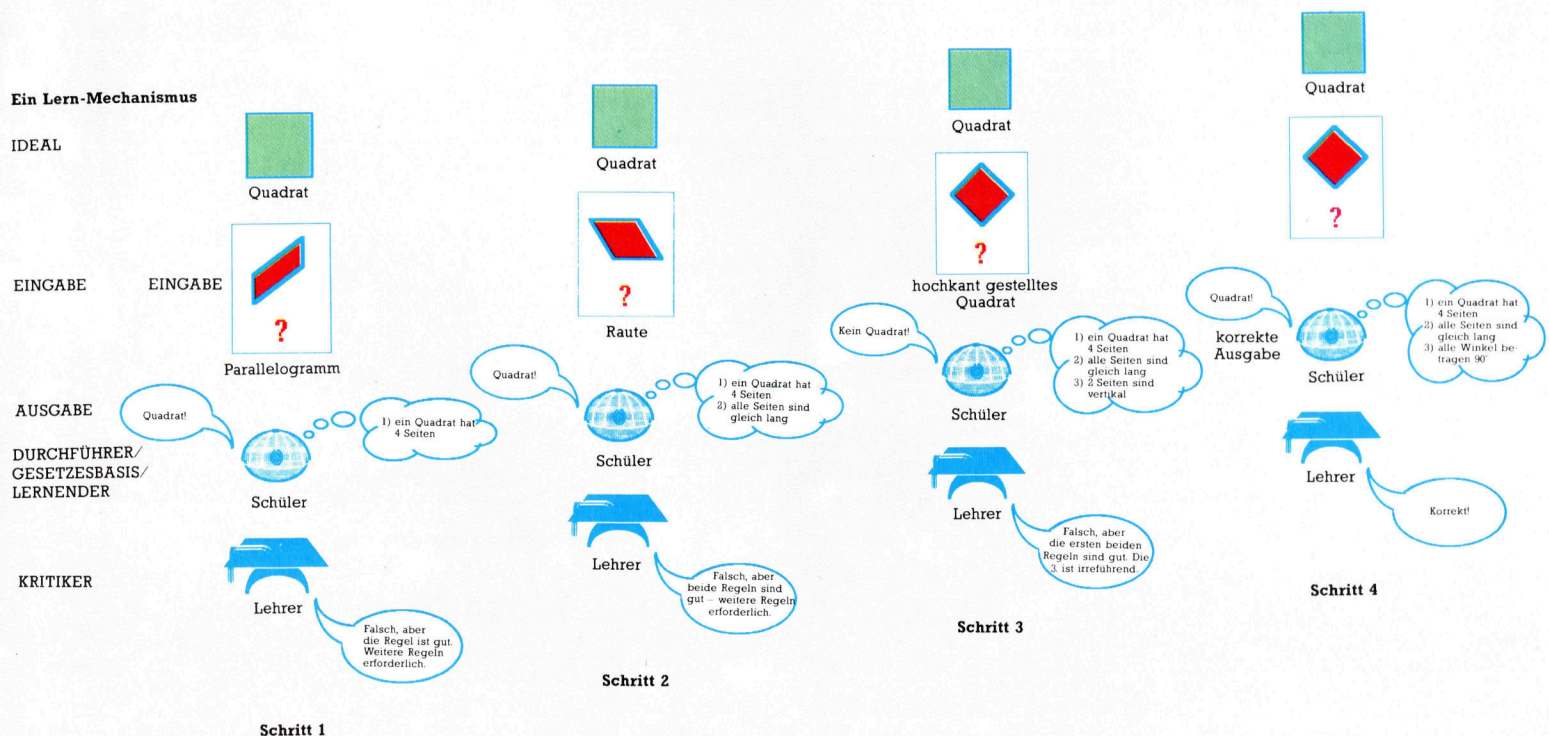 Ein Lern-Mechanismus
IDEAL
EINGABE
AUSGABE
DURCHFÜHRER/
GESETZESBASIS/
LERNENDER
KRITIKER
Quadrat
EINGABE
?
Parallelogramm
Quadrat!
1) ein Quadrat hat
4 Seiten
Schüler
Lehrer
Falsch, aber
die Regel ist gut.
Weitere Regeln
erforderlich.
Schritt 1
Quadrat
?
Raute
Quadrat!
1) ein Quadrat hat
4 Seiten
2) alle Seiten sind
gleich lang
Schüler
Lehrer
Falsch, aber
beide Regeln sind
gut – weitere Regeln
erforderlich.
Schritt 2
Quadrat
?
hochkant gestelltes
Quadrat
Kein Quadrat!
1) ein Quadrat hat
4 Seiten
2) alle Seiten sind
gleich lang
3) 2 Seiten sind
vertikal
Schüler
Lehrer
Falsch, aber
die ersten beiden
Regeln sind gut. Die
3. ist irreführend.
Schritt 3
Quadrat
?
Quadrat!
korrekte
Ausgabe
1) ein Quadrat hat
4 Seiten
2) alle Seiten sind
gleich lang
3) alle Winkel be-
tragen 90°
Schüler
Lehrer
Korrekt!
Schritt 4